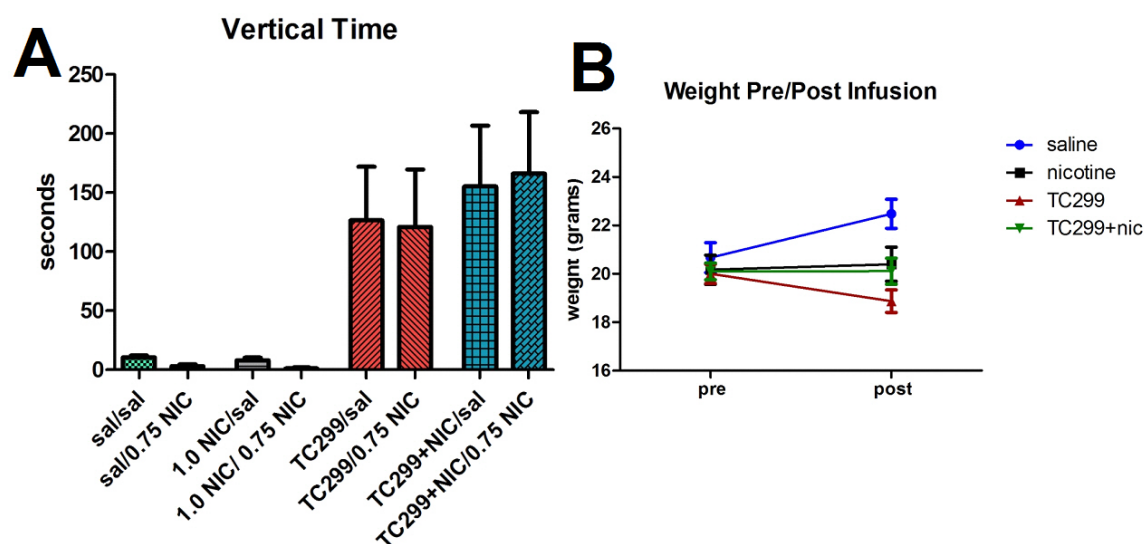 A
Vertical Time
seconds
250
200
150
100
50
0
sal/sal
sal/0.75 NIC
1.0 NIC/sal
1.0 NIC/ 0.75 NIC
TC299/sal
TC299/0.75 NIC
TC299+NIC/sal
TC299+NIC/0.75 NIC
B
Weight Pre/Post Infusion
weight (grams)
26
24
22
20
18
16
pre
post
saline
nicotine
TC299
TC299+nic